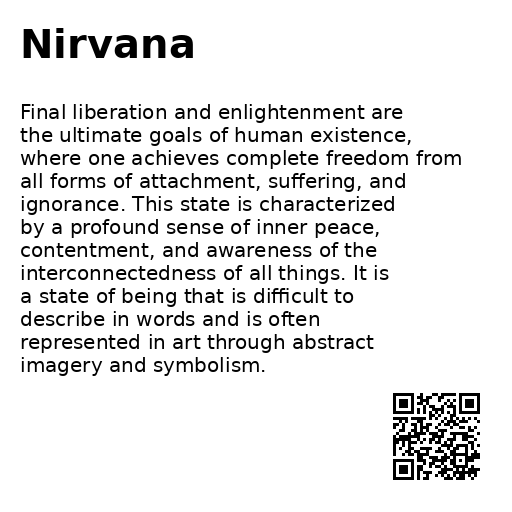 Nirvana
Final liberation and enlightenment are
the ultimate goals of human existence,
where one achieves complete freedom from
all forms of attachment, suffering, and
ignorance. This state is characterized
by a profound sense of inner peace,
contentment, and awareness of the
interconnectedness of all things. It is
a state of being that is difficult to
describe in words and is often
represented in art through abstract
imagery and symbolism.